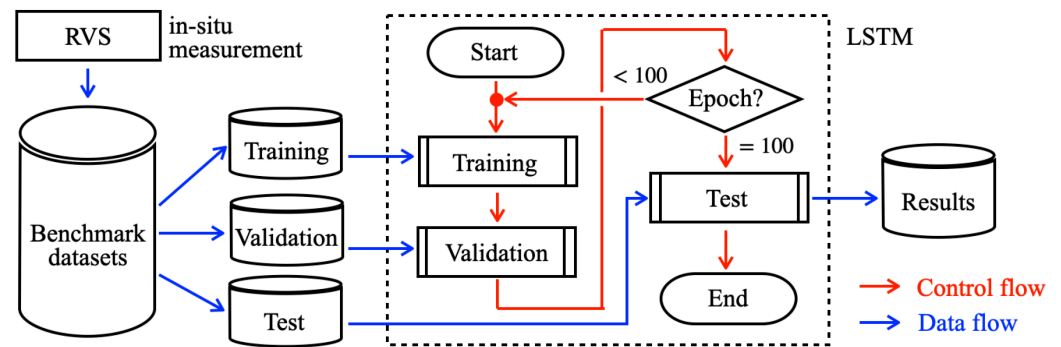 RVS
in-situ
measurement
Benchmark
datasets
Training
Validation
Test
Start
Training
Validation
< 100
Epoch?
= 100
Test
End
LSTM
Results
Control flow
Data flow